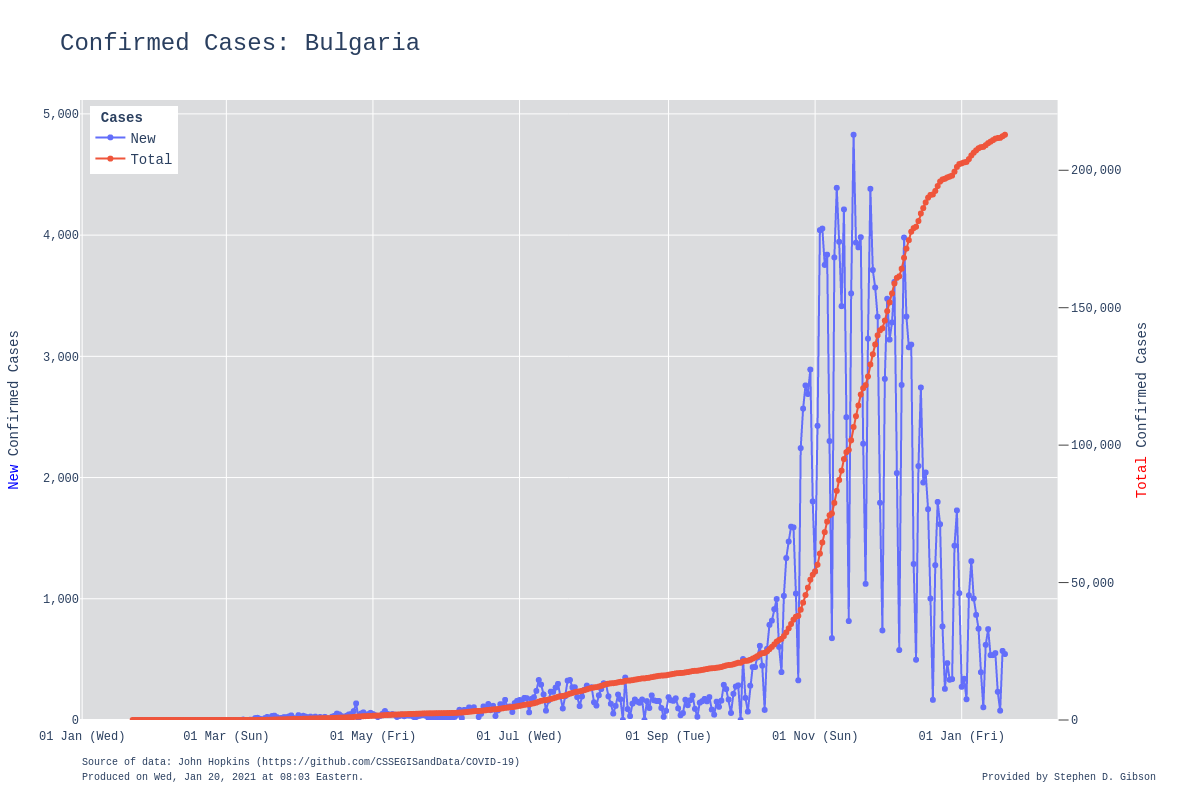 Confirmed Cases: Bulgaria
Cases
New
Total
5,000
4,000
3,000
2,000
1,000
0
200,000
150,000
100,000
50,000
0
New Confirmed Cases
Total Confirmed Cases
01 Jan (Wed)
01 Mar (Sun)
01 May (Fri)
01 Jul (Wed)
01 Sep (Tue)
01 Nov (Sun)
01 Jan (Fri)
Source of data: John Hopkins (https://github.com/CSSEGISandData/COVID-19)
Produced on Wed, Jan 20, 2021 at 08:03 Eastern.
Provided by Stephen D. Gibson